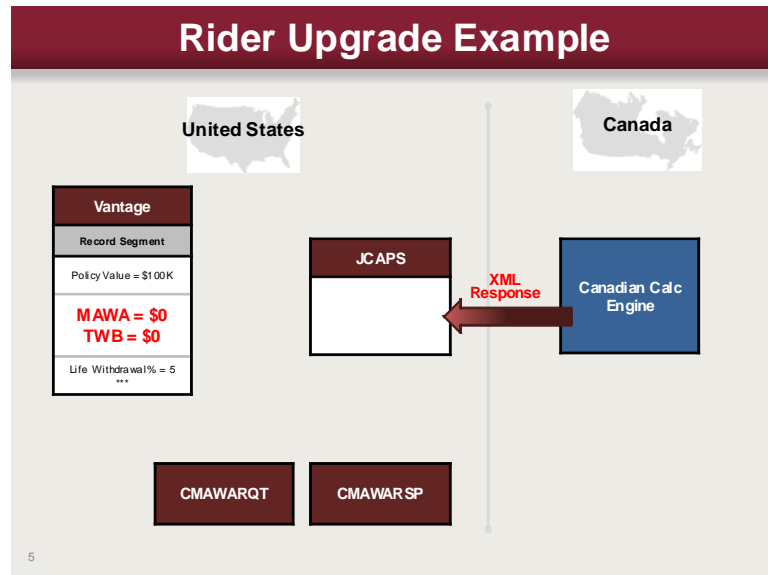 Rider Upgrade Example
United States
Canada
Vantage
Record Segment
Policy Value = $100K
MAWA = $0
TWB = $0
Life Withdrawal% = 5
***
JCAPS
XML
Response
Canadian Calc
Engine
CMAWARQT
CMAWARSP
5